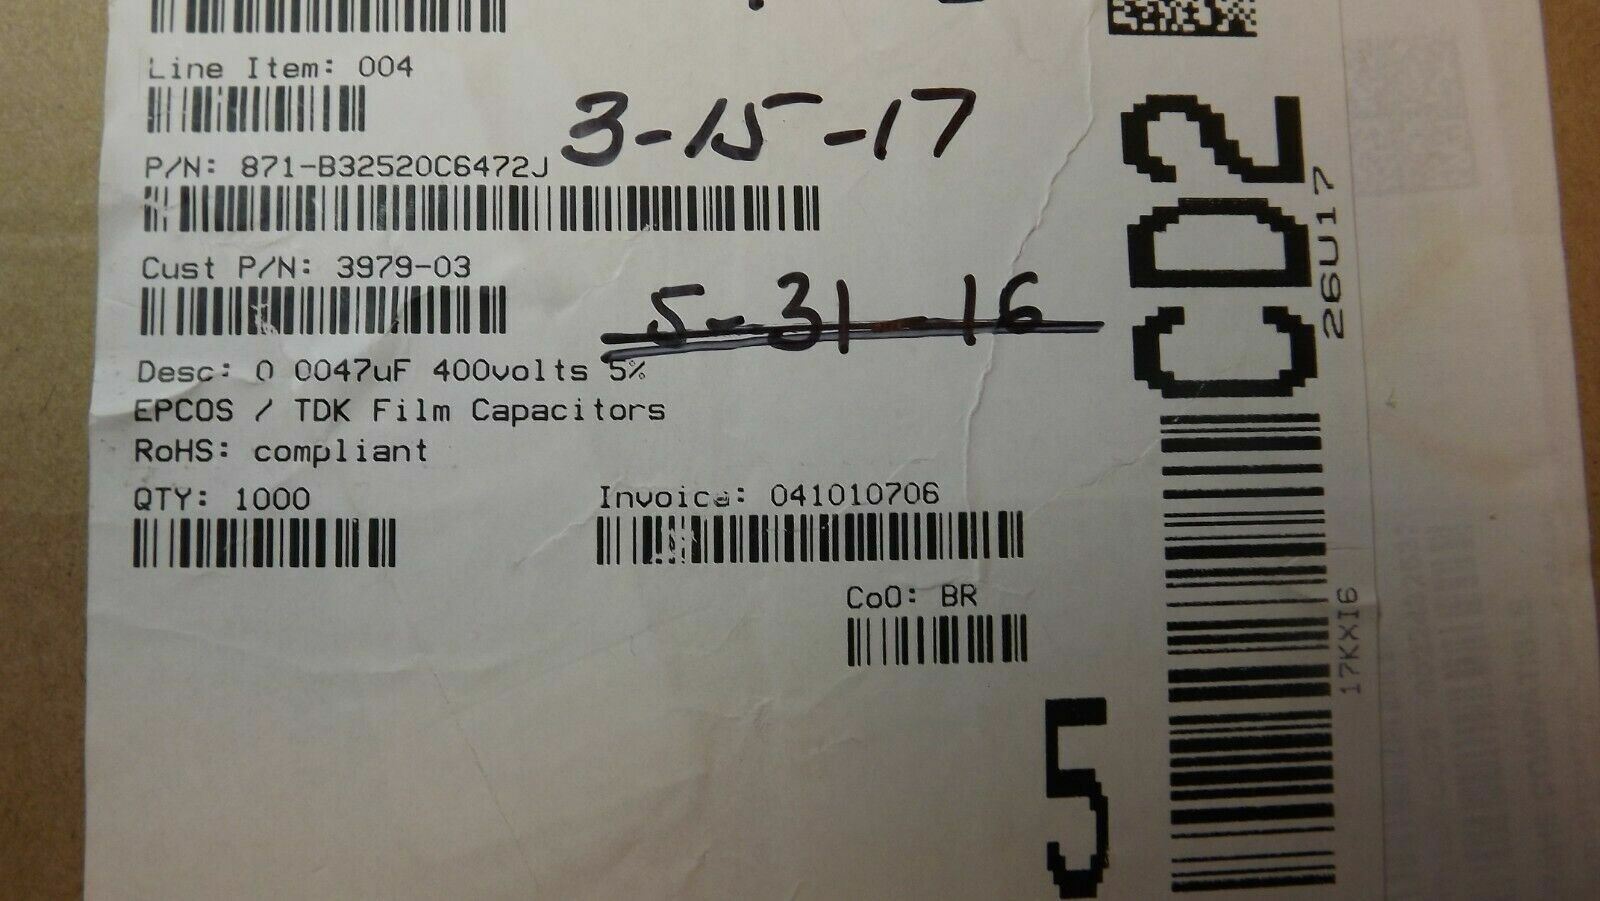 Line Item: 004
3-15-17
P/N: 871-B32520C6472J
Cust P/N: 3979-03
5-31-16
Desc: 0 0047uF 400volts 5%
EPCOS / TDK Film Capacitors
RoHS: compliant
QTY: 1000
Invoice: 041010706
CoO: BR
5
CD2
26U17
17KXI6